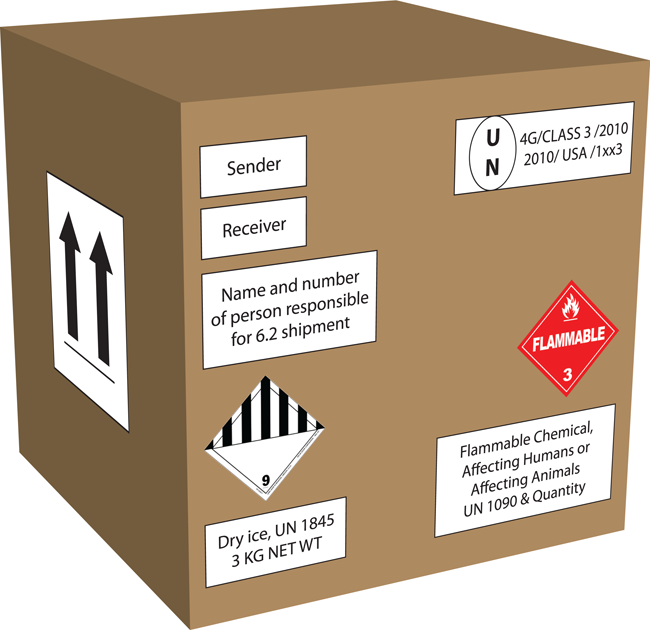 Sender
Receiver
Name and number
of person responsible
for 6.2 shipment
9
Dry ice, UN 1845
3 KG NET WT
U
N
4G/CLASS 3 /2010
2010/ USA /1xx3
FLAMMABLE
3
Flammable Chemical,
Affecting Humans or
Affecting Animals
UN 1090 & Quantity